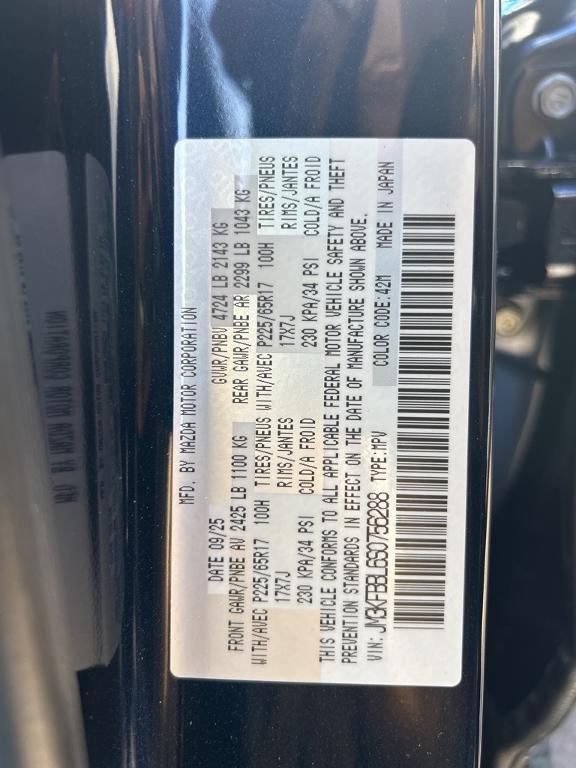 MFD. BY MAZDA MOTOR CORPORATION
DATE 09/25 GVWR/PNBV 4724 LB 2143 KG
FRONT GAWR/PNBE AV 2425 LB 1100 KG REAR GAWR/PNBE AR 2299 LB 1043 KG
WITH/AVEC P225/65R17 100H TIRES/PNEUS WITH/AVEC P225/65R17 100H TIRES/PNEUS
17X7J RIMS/JANTES 17X7J RIMS/JANTES
230 KPA/34 PSI COLD/A FROID 230 KPA/34 PSI COLD/A FROID
THIS VEHICLE CONFORMS TO ALL APPLICABLE FEDERAL MOTOR VEHICLE SAFETY AND THEFT
PREVENTION STANDARDS IN EFFECT ON THE DATE OF MANUFACTURE SHOWN ABOVE.
VIN: JM3KFBBL6S0756288 TYPE:MPV COLOR CODE:42M MADE IN JAPAN